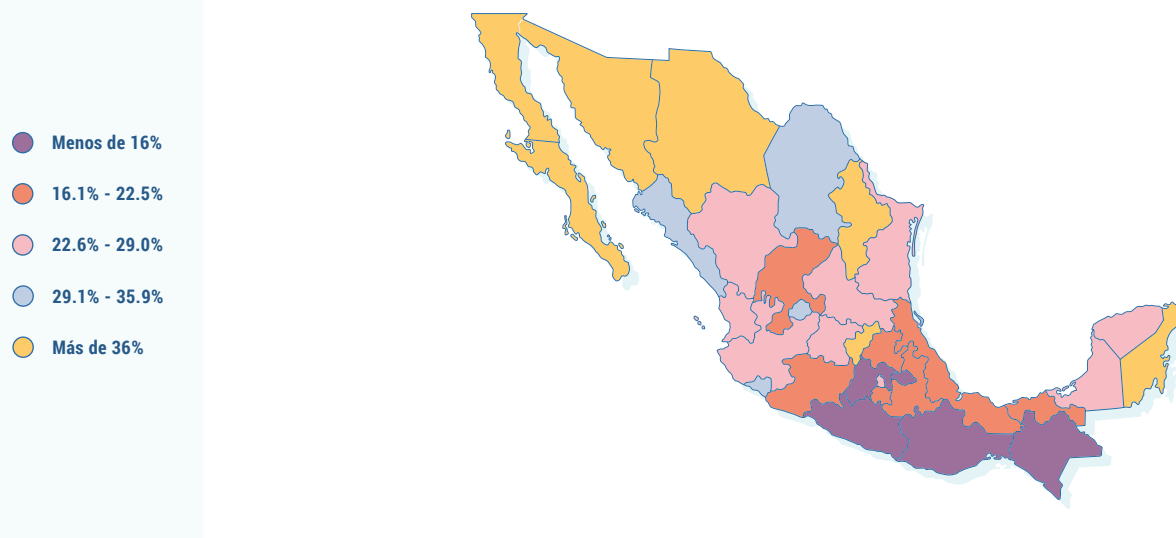 Menos de 16%
16.1% - 22.5%
22.6% - 29.0%
29.1% - 35.9%
Más de 36%